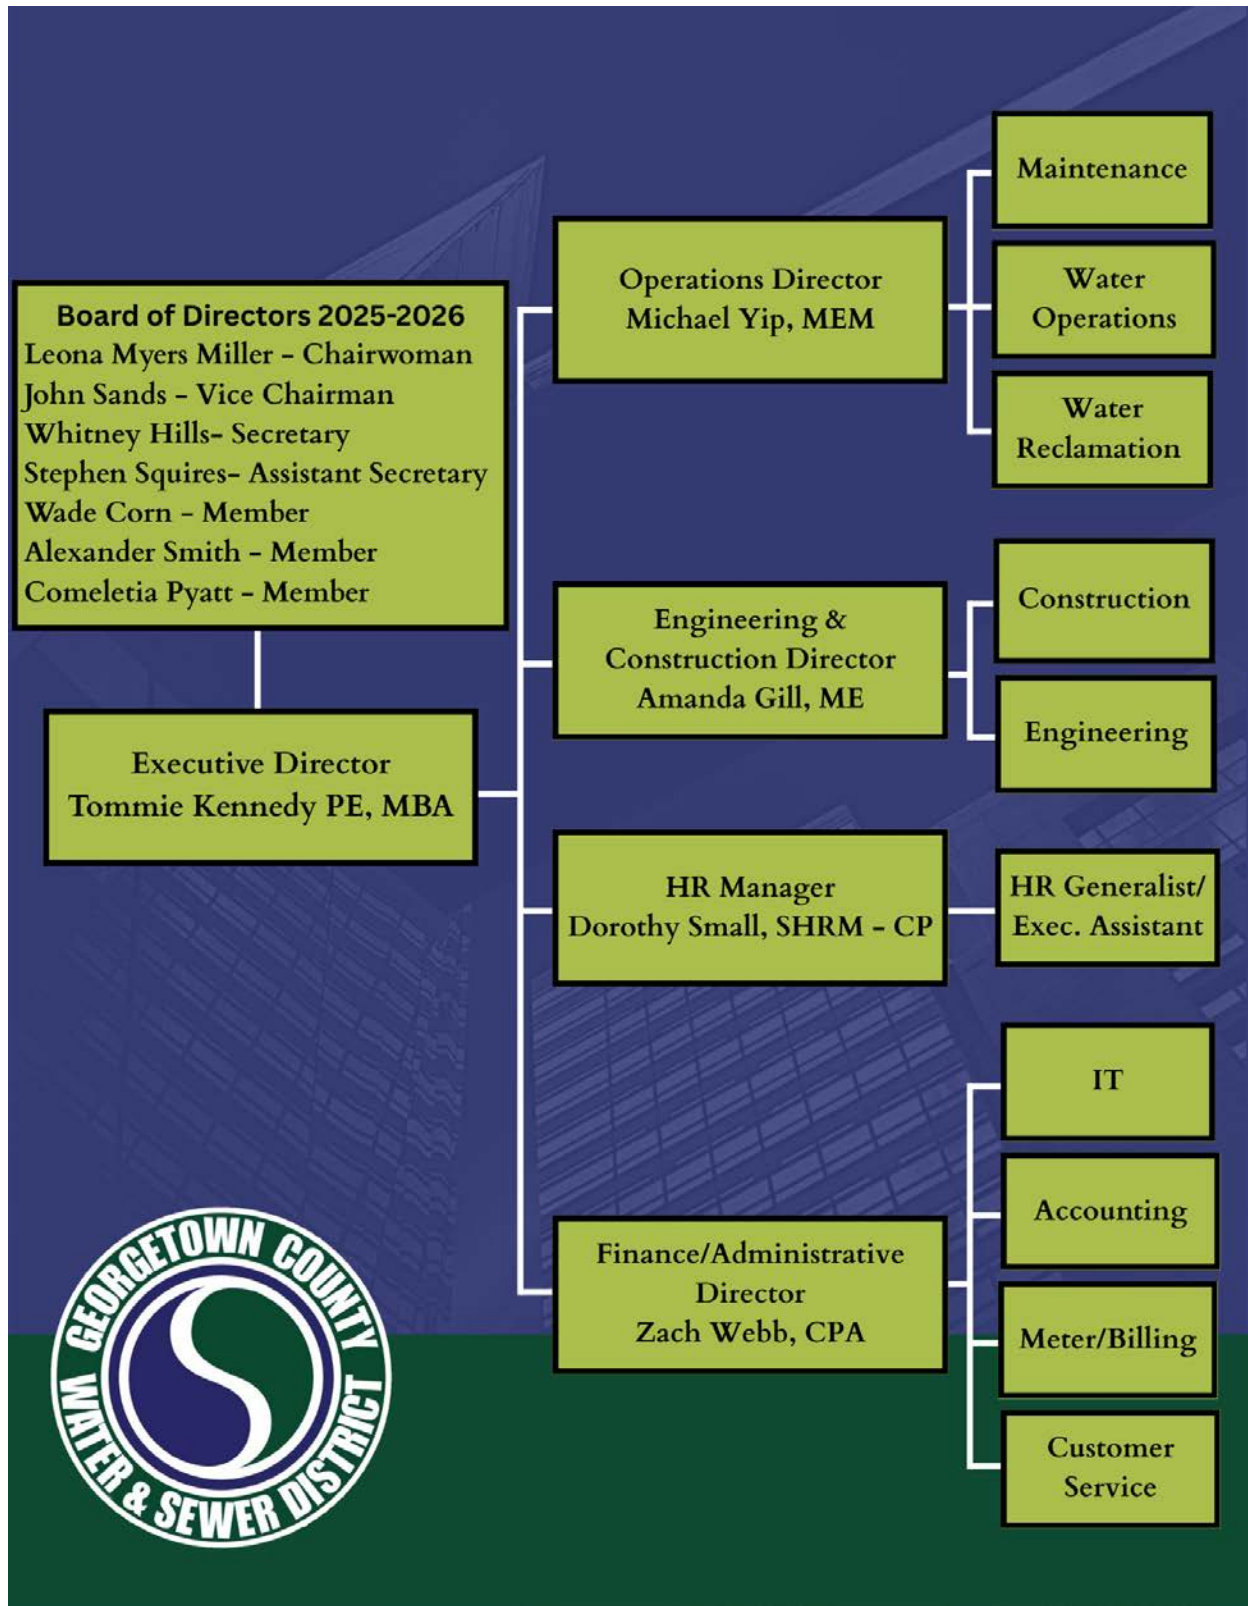 Board of Directors 2025-2026
Leona Myers Miller - Chairwoman
John Sands - Vice Chairman
Whitney Hills- Secretary
Stephen Squires- Assistant Secretary
Wade Corn - Member
Alexander Smith - Member
Comeletia Pyatt - Member
Executive Director
Tommie Kennedy PE, MBA
Operations Director
Michael Yip, MEM
Maintenance
Water
Operations
Water
Reclamation
Engineering &
Construction Director
Amanda Gill, ME
Construction
Engineering
HR Manager
Dorothy Small, SHRM - CP
HR Generalist/
Exec. Assistant
Finance/Administrative
Director
Zach Webb, CPA
IT
Accounting
Meter/Billing
Customer
Service
GEORGETOWN COUNTY
WATER & SEWER DISTRICT